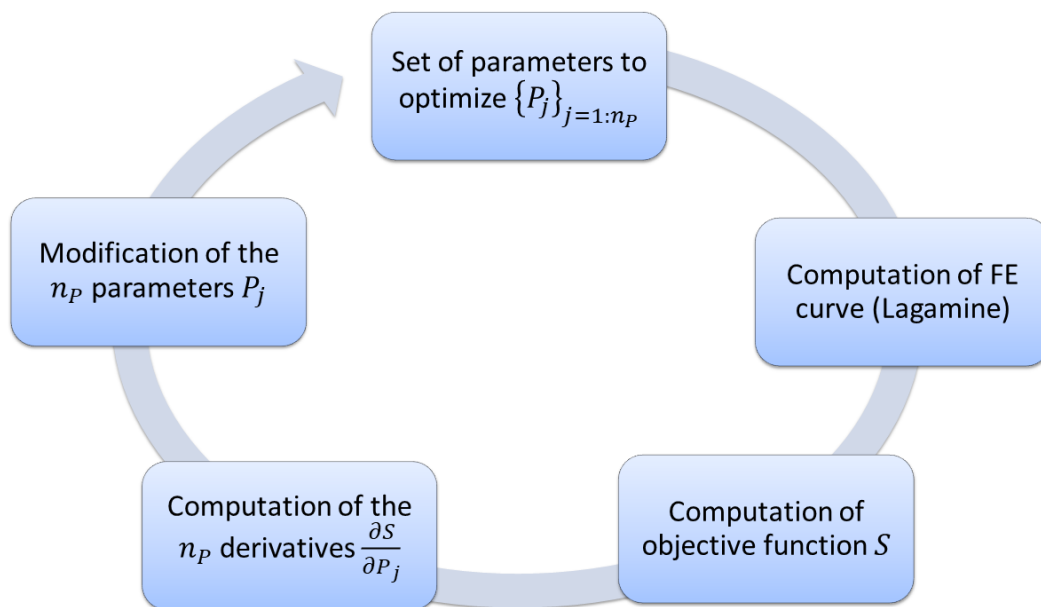 Set of parameters to
optimize {P_j}_{j=1:n_P}
Computation of FE
curve (Lagamine)
Computation of
objective function S
Computation of the
n_P derivatives ∂S/∂P_j
Modification of the
n_P parameters P_j